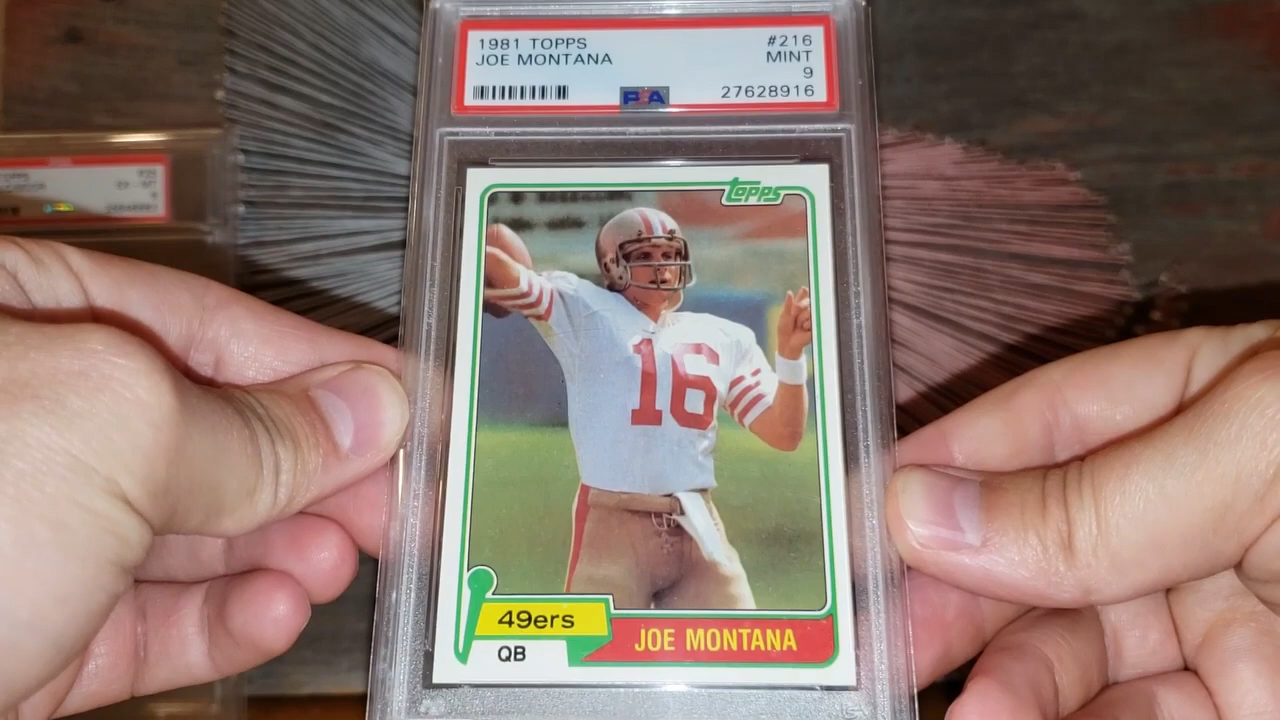 1981 TOPPS #216
JOE MONTANA MINT
9
PSA 27628916
topps
16
49ers
QB
JOE MONTANA